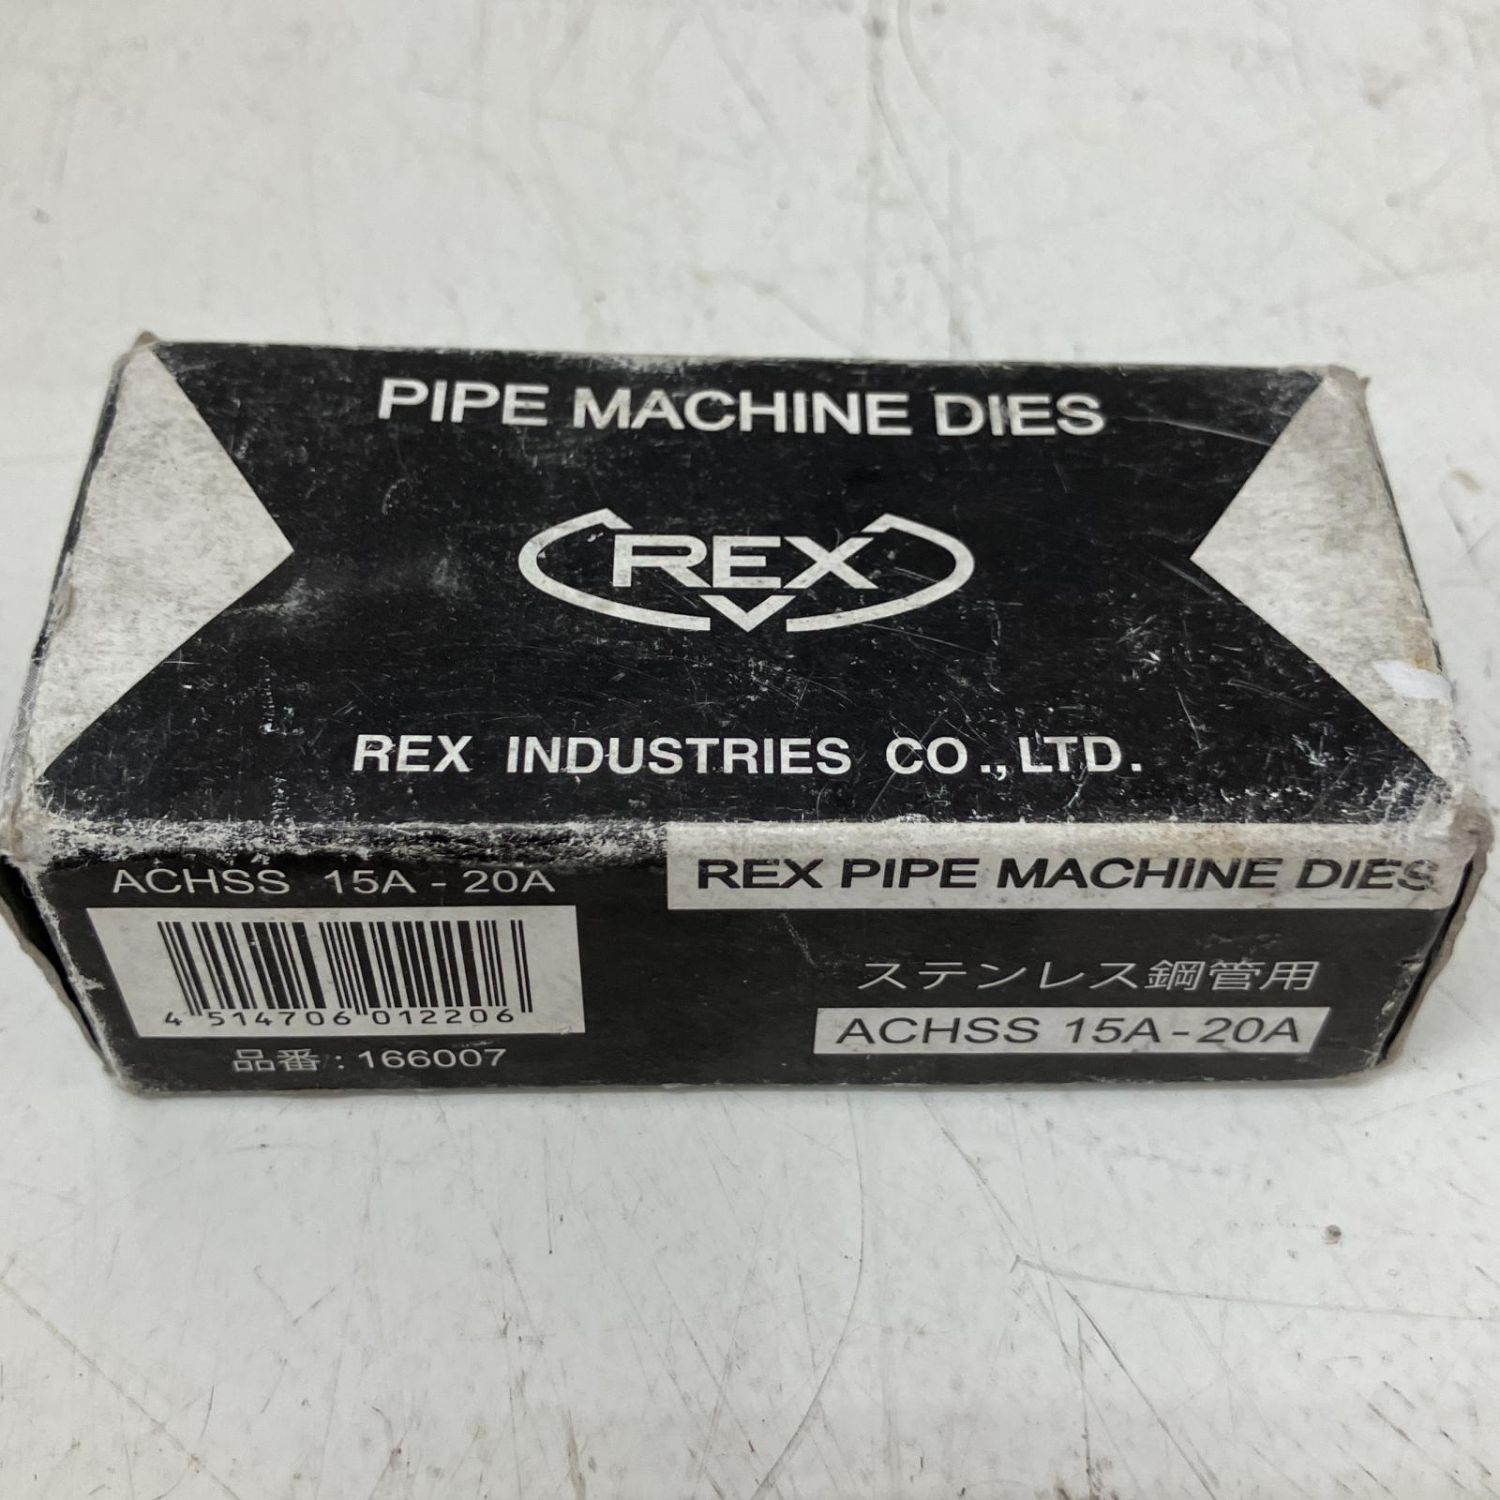 PIPE MACHINE DIES
REX
REX INDUSTRIES CO.,LTD.
ACHSS 15A-20A
4 514706 012206
品番:166007
REX PIPE MACHINE DIES
ステンレス鋼管用
ACHSS 15A-20A